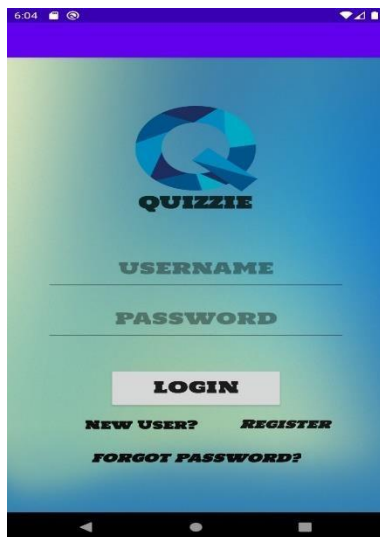 6:04
QUIZZIE
USERNAME
PASSWORD
LOGIN
NEW USER? REGISTER
FORGOT PASSWORD?